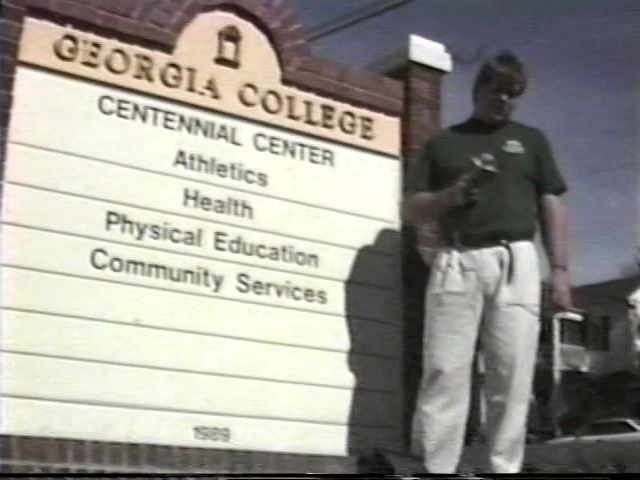 GEORGIA COLLEGE
CENTENNIAL CENTER
Athletics
Health
Physical Education
Community Services
1989